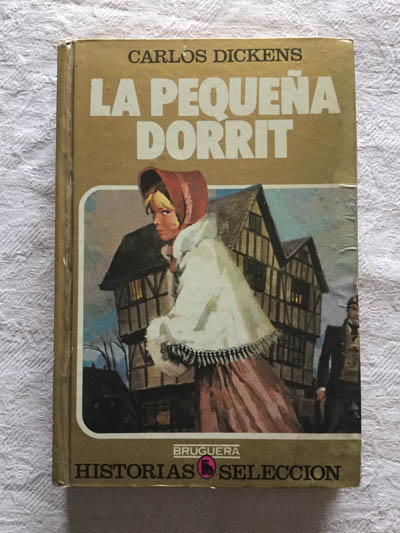 CARLOS DICKENS
LA PEQUEÑA
DORRIT
BRUGUERA
HISTORIAS SELECCION